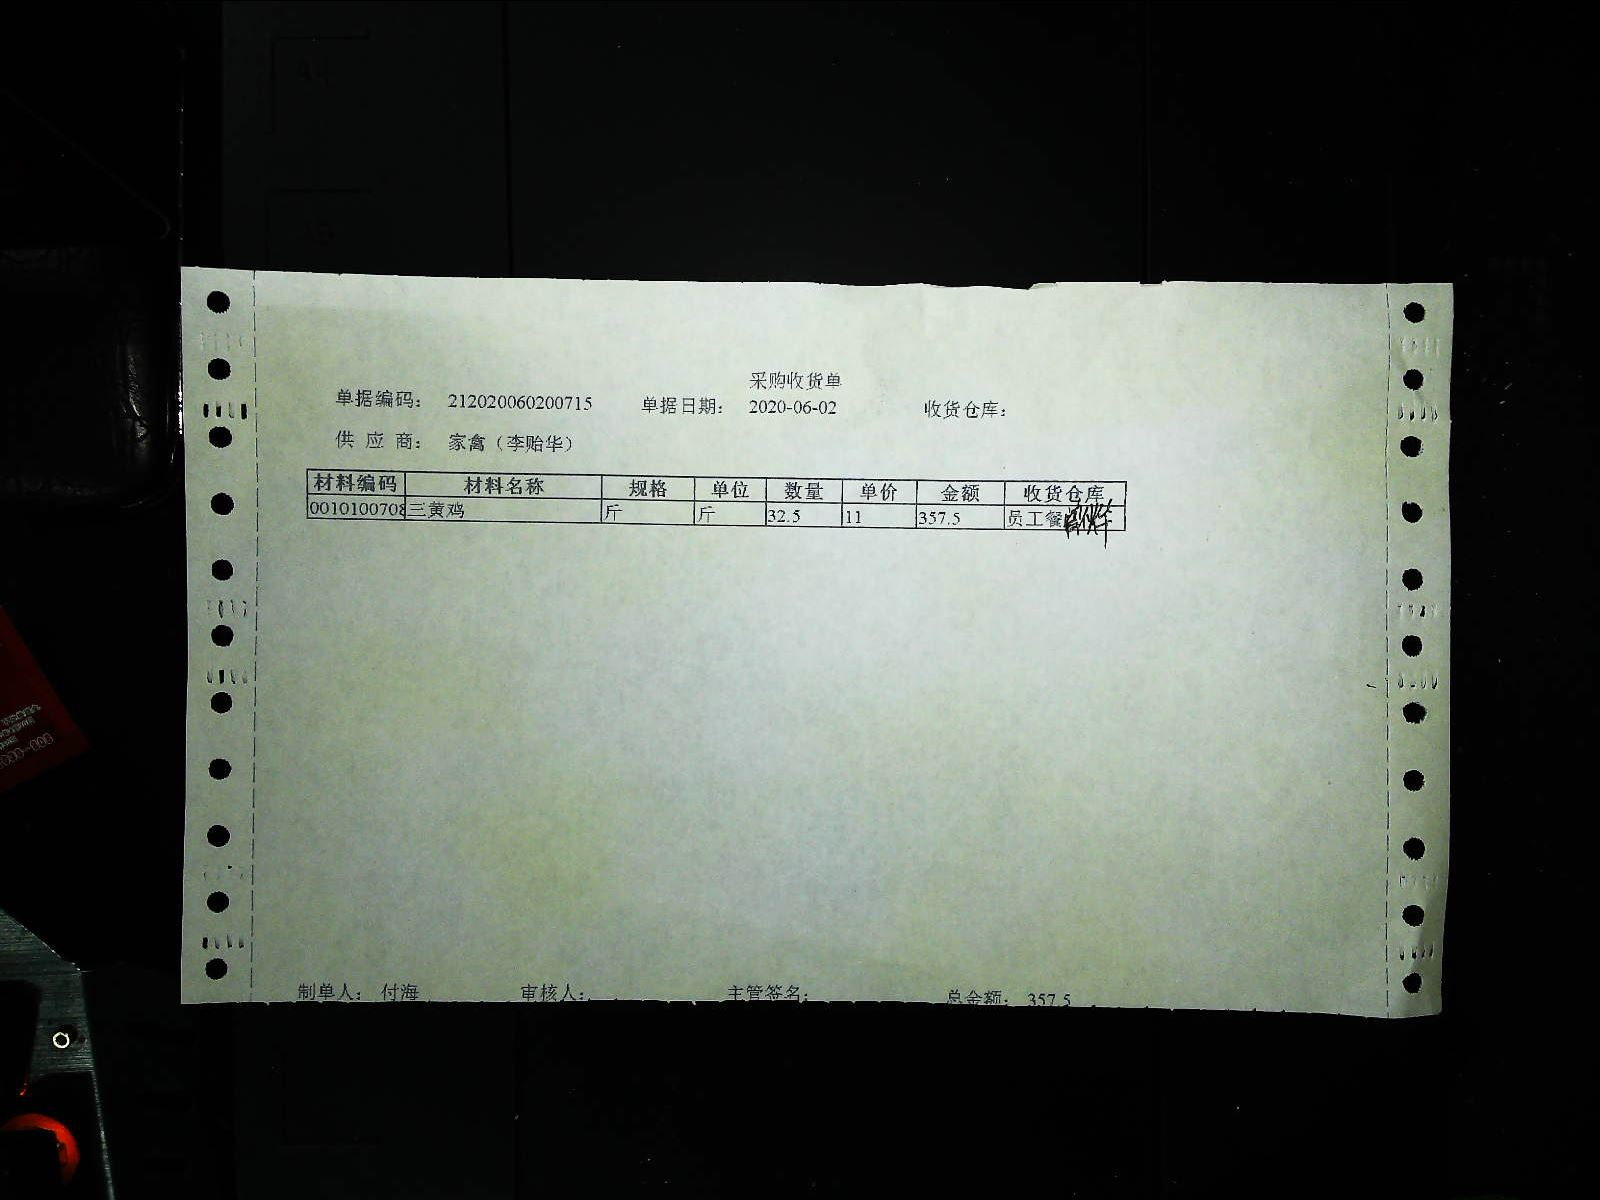 采购收货单
单据编码： 212020060200715 单据日期： 2020-06-02 收货仓库：
供 应 商： 家禽（李贻华）
材料编码 材料名称 规格 单位 数量 单价 金额 收货仓库
0010100708 三黄鸡 斤 斤 32.5 11 357.5 员工餐
制单人： 付海 审核人： 主管签名： 总金额： 357.5